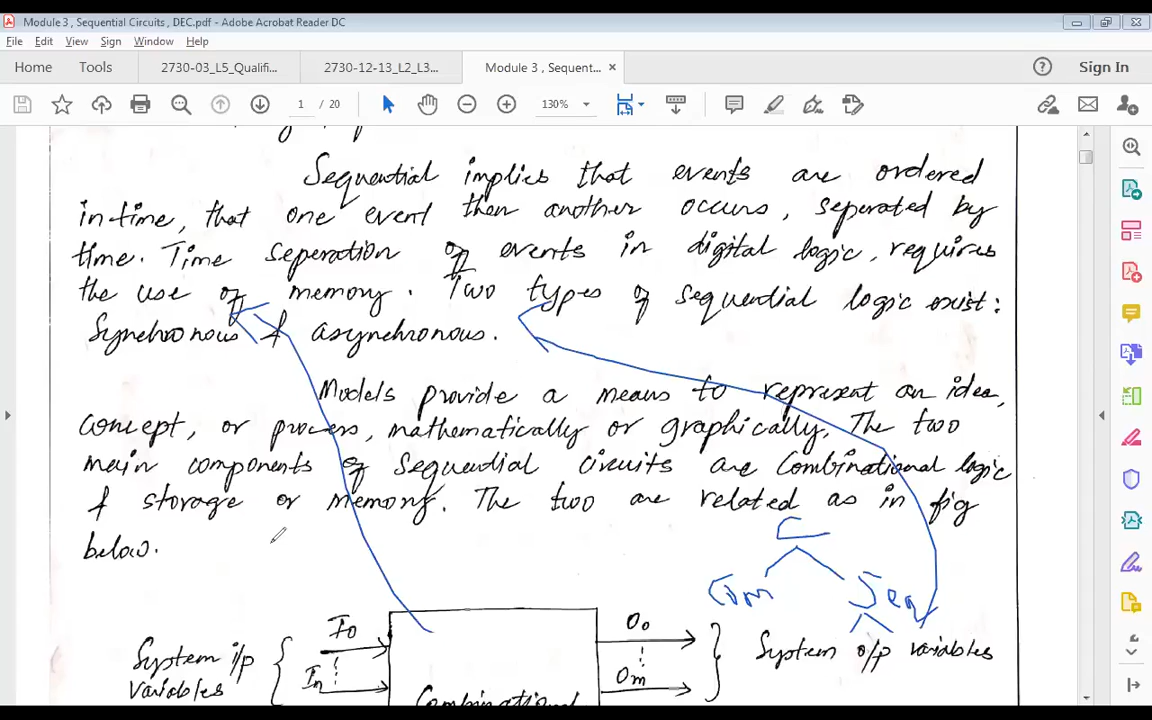 Module 3 , Sequential Circuits , DEC.pdf - Adobe Acrobat Reader DC
File Edit View Sign Window Help
Home Tools 2730-03_L5_Qualifi... 2730-12-13_L2_L3... Module 3 , Sequent... × Sign In
1 / 20 130%
Sequential implies that events are ordered
in-time, that one event then another occurs, seperated by
time. Time seperation of events in digital logic, requires
the use of memory. Two types of sequential logic exist:
Synchronous & asynchronous.
Models provide a means to represent an idea,
concept, or process, mathematically or graphically. The two
main components of sequential circuits are Combinational logic
& storage or memory. The two are related as in fig
below.
C
Com Seq
System i/p
variables
I0
In
O0
Om
System o/p variables
Combinational